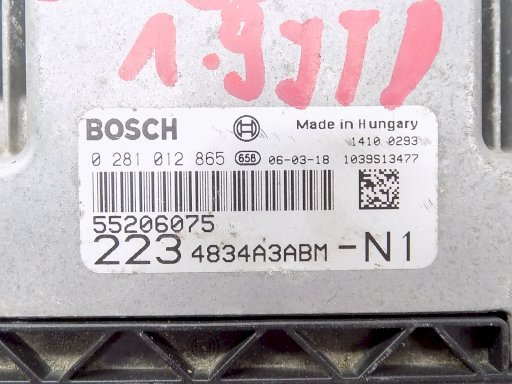 1.9JTD
BOSCH Made in Hungary
1410 0293
0 281 012 865 658 06-03-18 1039S13477
55206075
223 4834A3ABM -N1